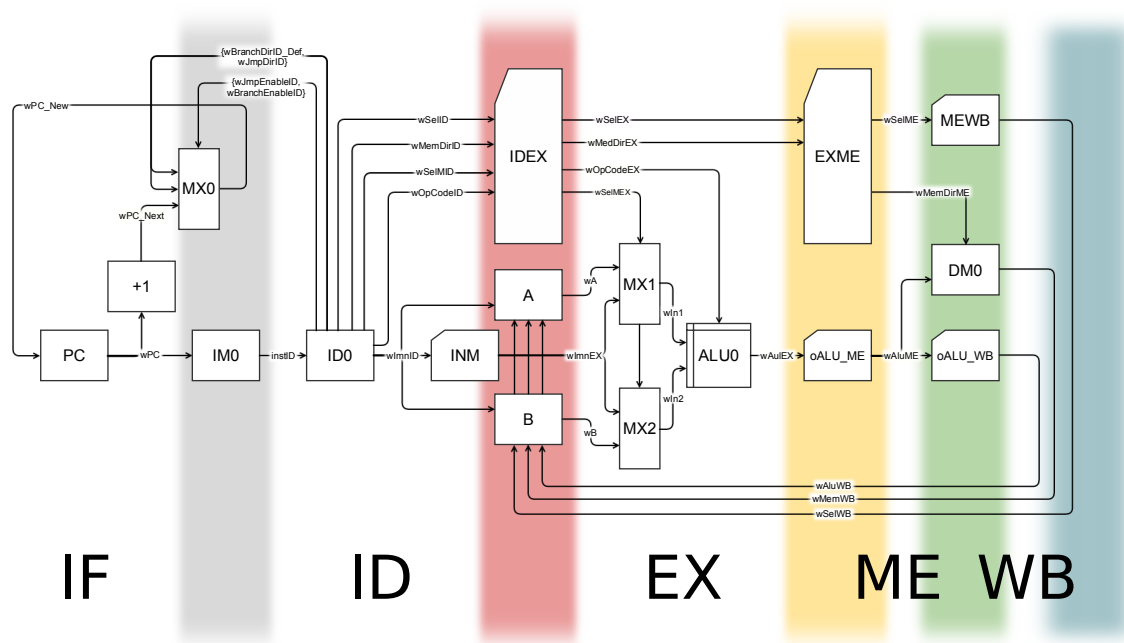 {wBranchDirID_Def,
wJmpDirID}
{wJmpEnableID,
wBranchEnableID}
wPC_New
MX0
wPC_Next
+1
PC
wPC
IM0
instID
ID0
wSelID
wMemDirID
wSelMID
wOpCodeID
wImnID
INM
IDEX
A
B
wSelEX
wMedDirEX
wOpCodeEX
wSelMEX
wA
MX1
wIn1
wImnEX
wB
MX2
wIn2
ALU0
wAulEX
EXME
oALU_ME
wSelME
MEWB
wMemDirME
DM0
wAluME
oALU_WB
wAluWB
wMemWB
wSelWB
IF
ID
EX
ME
WB